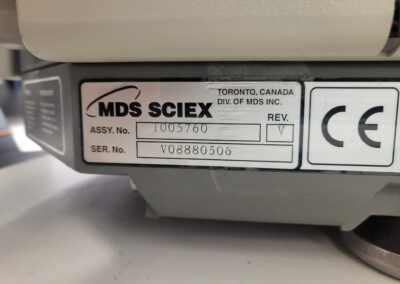 MDS SCIEX
TORONTO, CANADA
DIV. OF MDS INC.
REV.
ASSY. No. 1005760 V
SER. No. V08880506
CE